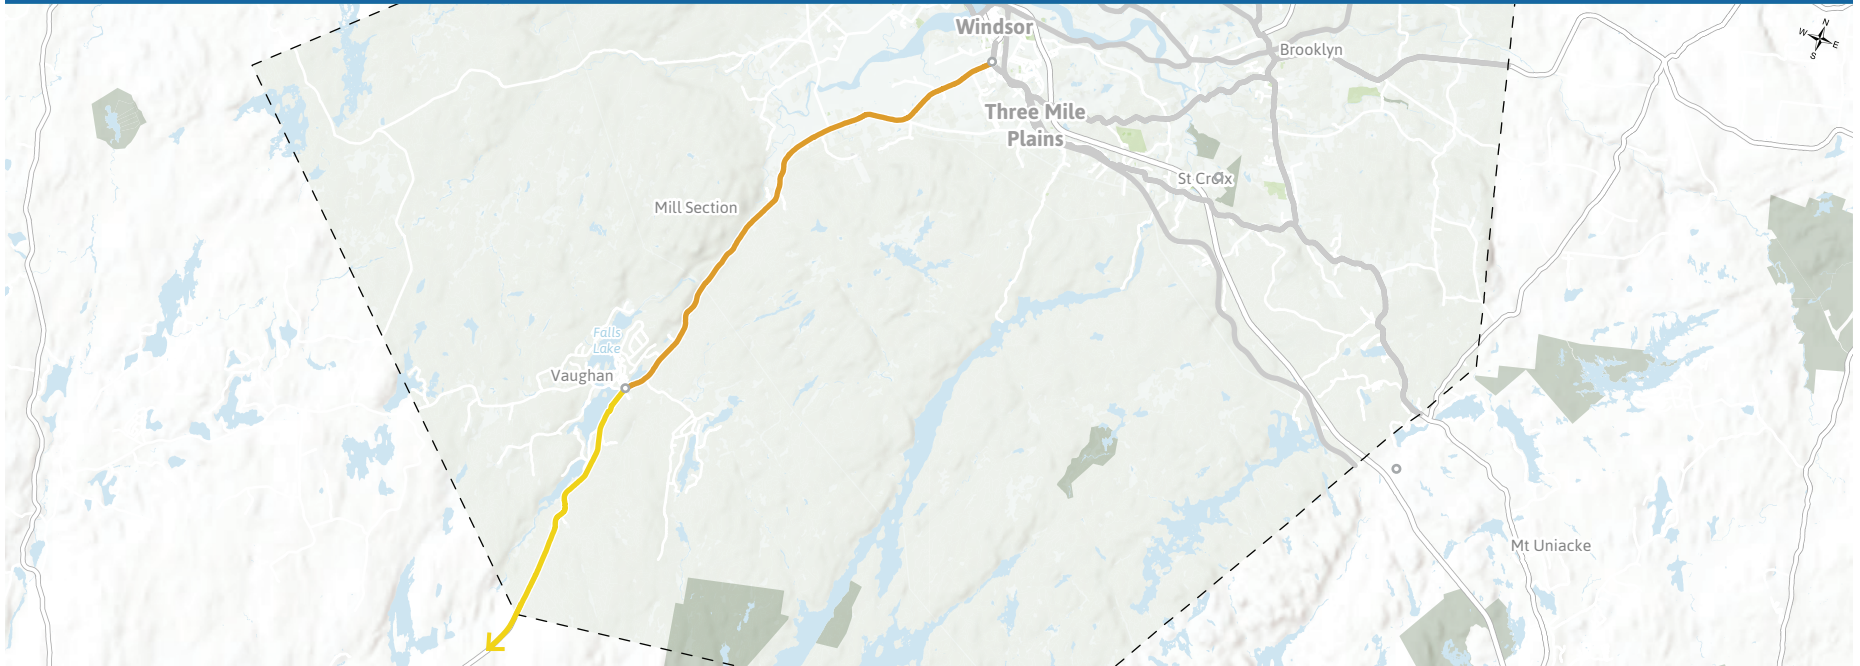 Windsor
Brooklyn
N
W
E
S
Three Mile
Plains
St Croix
Mill Section
Falls
Lake
Vaughan
Mt Uniacke